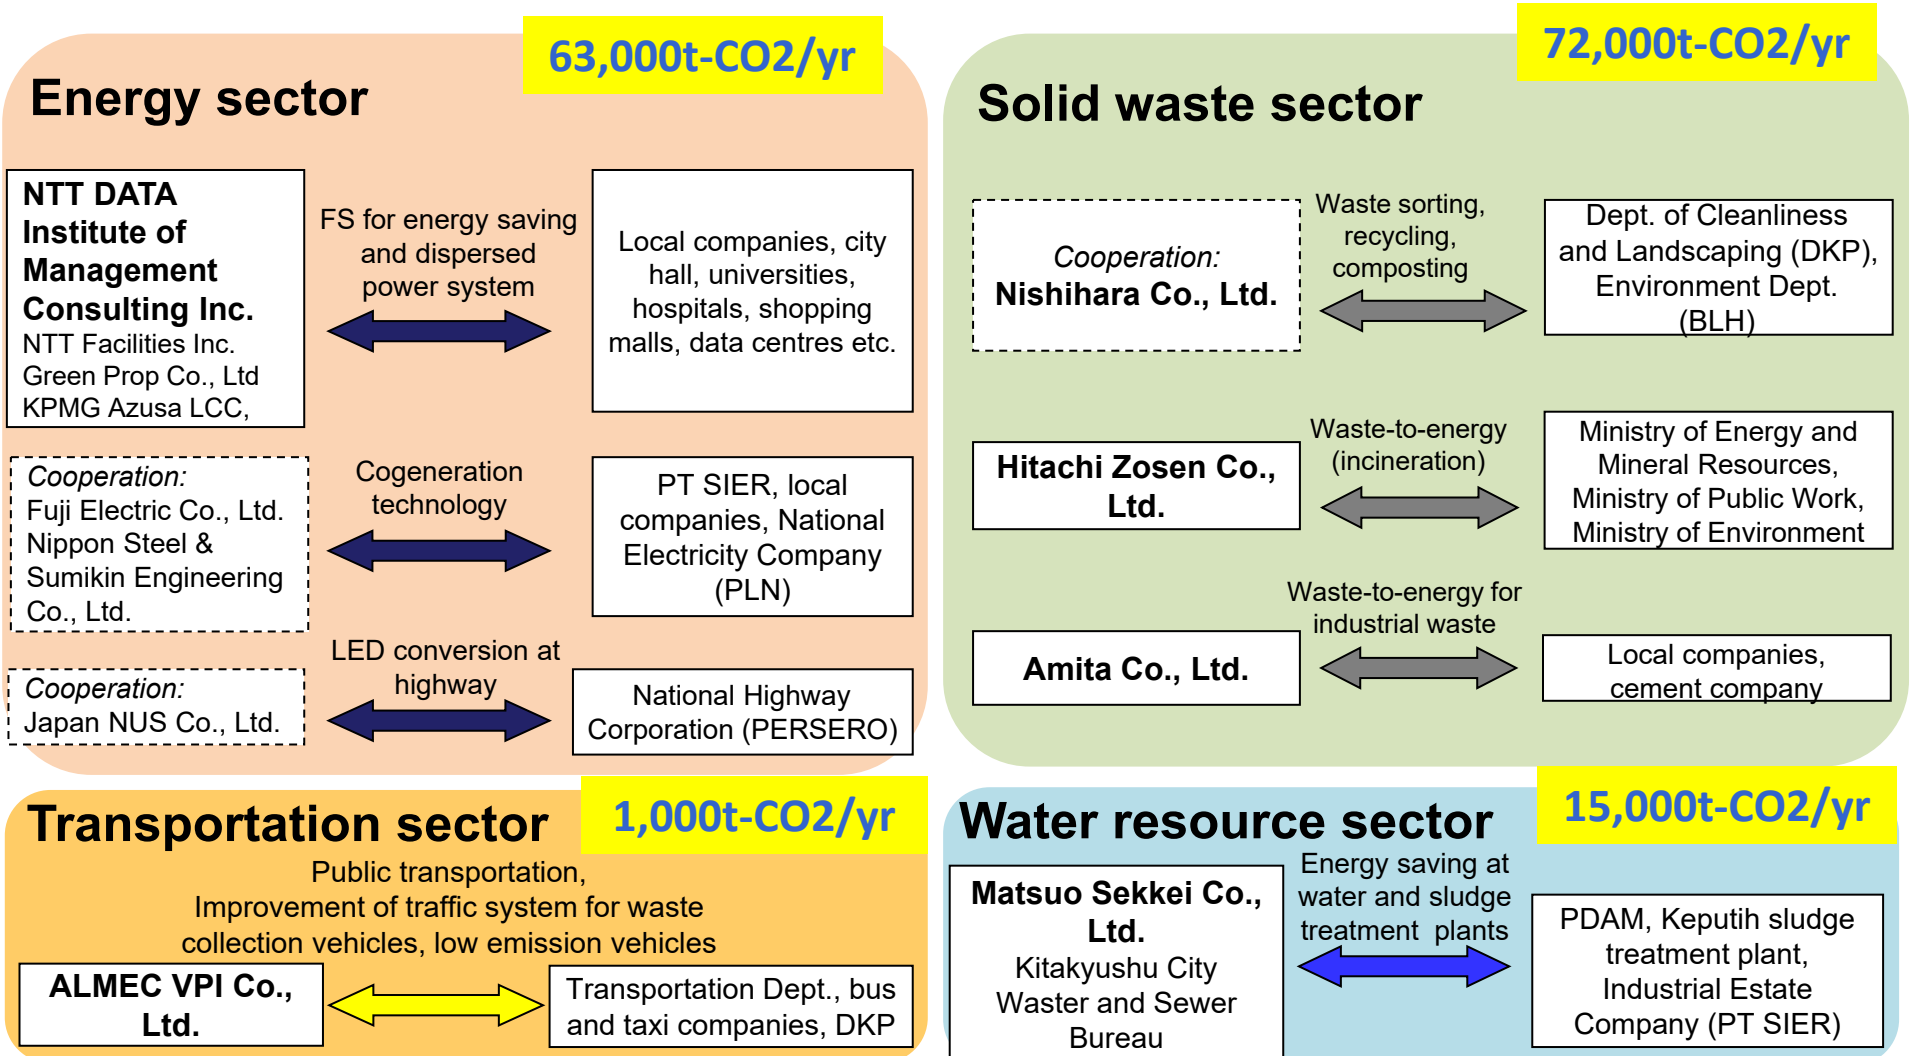 63,000t-CO2/yr
Energy sector
NTT DATA
Institute of
Management
Consulting Inc.
NTT Facilities Inc.
Green Prop Co., Ltd
KPMG Azusa LCC,
FS for energy saving
and dispersed
power system
Local companies, city
hall, universities,
hospitals, shopping
malls, data centres etc.
Cooperation:
Fuji Electric Co., Ltd.
Nippon Steel &
Sumikin Engineering
Co., Ltd.
Cogeneration
technology
PT SIER, local
companies, National
Electricity Company
(PLN)
Cooperation:
Japan NUS Co., Ltd.
LED conversion at
highway
National Highway
Corporation (PERSERO)
72,000t-CO2/yr
Solid waste sector
Cooperation:
Nishihara Co., Ltd.
Waste sorting,
recycling,
composting
Dept. of Cleanliness
and Landscaping (DKP),
Environment Dept.
(BLH)
Hitachi Zosen Co.,
Ltd.
Waste-to-energy
(incineration)
Ministry of Energy and
Mineral Resources,
Ministry of Public Work,
Ministry of Environment
Amita Co., Ltd.
Waste-to-energy for
industrial waste
Local companies,
cement company
1,000t-CO2/yr
Transportation sector
Public transportation,
Improvement of traffic system for waste
collection vehicles, low emission vehicles
ALMEC VPI Co.,
Ltd.
Transportation Dept., bus
and taxi companies, DKP
15,000t-CO2/yr
Water resource sector
Matsuo Sekkei Co.,
Ltd.
Kitakyushu City
Waster and Sewer
Bureau
Energy saving at
water and sludge
treatment plants
PDAM, Keputih sludge
treatment plant,
Industrial Estate
Company (PT SIER)